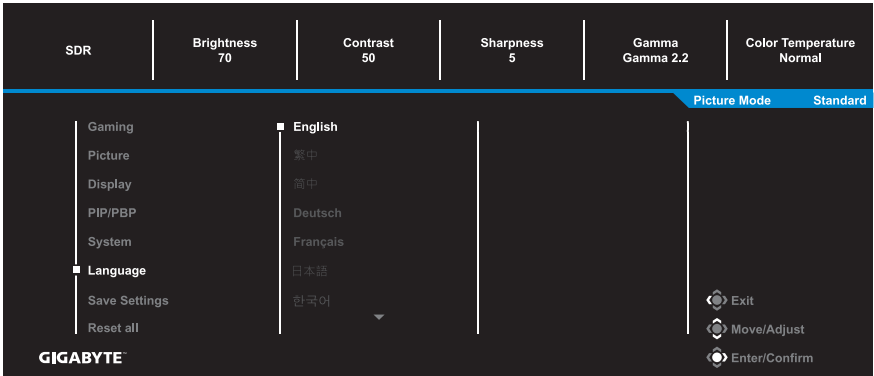 SDR
Brightness
70
Contrast
50
Sharpness
5
Gamma
Gamma 2.2
Color Temperature
Normal
Picture Mode Standard
Gaming
Picture
Display
PIP/PBP
System
Language
Save Settings
Reset all
English
繁中
简中
Deutsch
Français
日本語
한국어
Exit
Move/Adjust
Enter/Confirm
GIGABYTE™